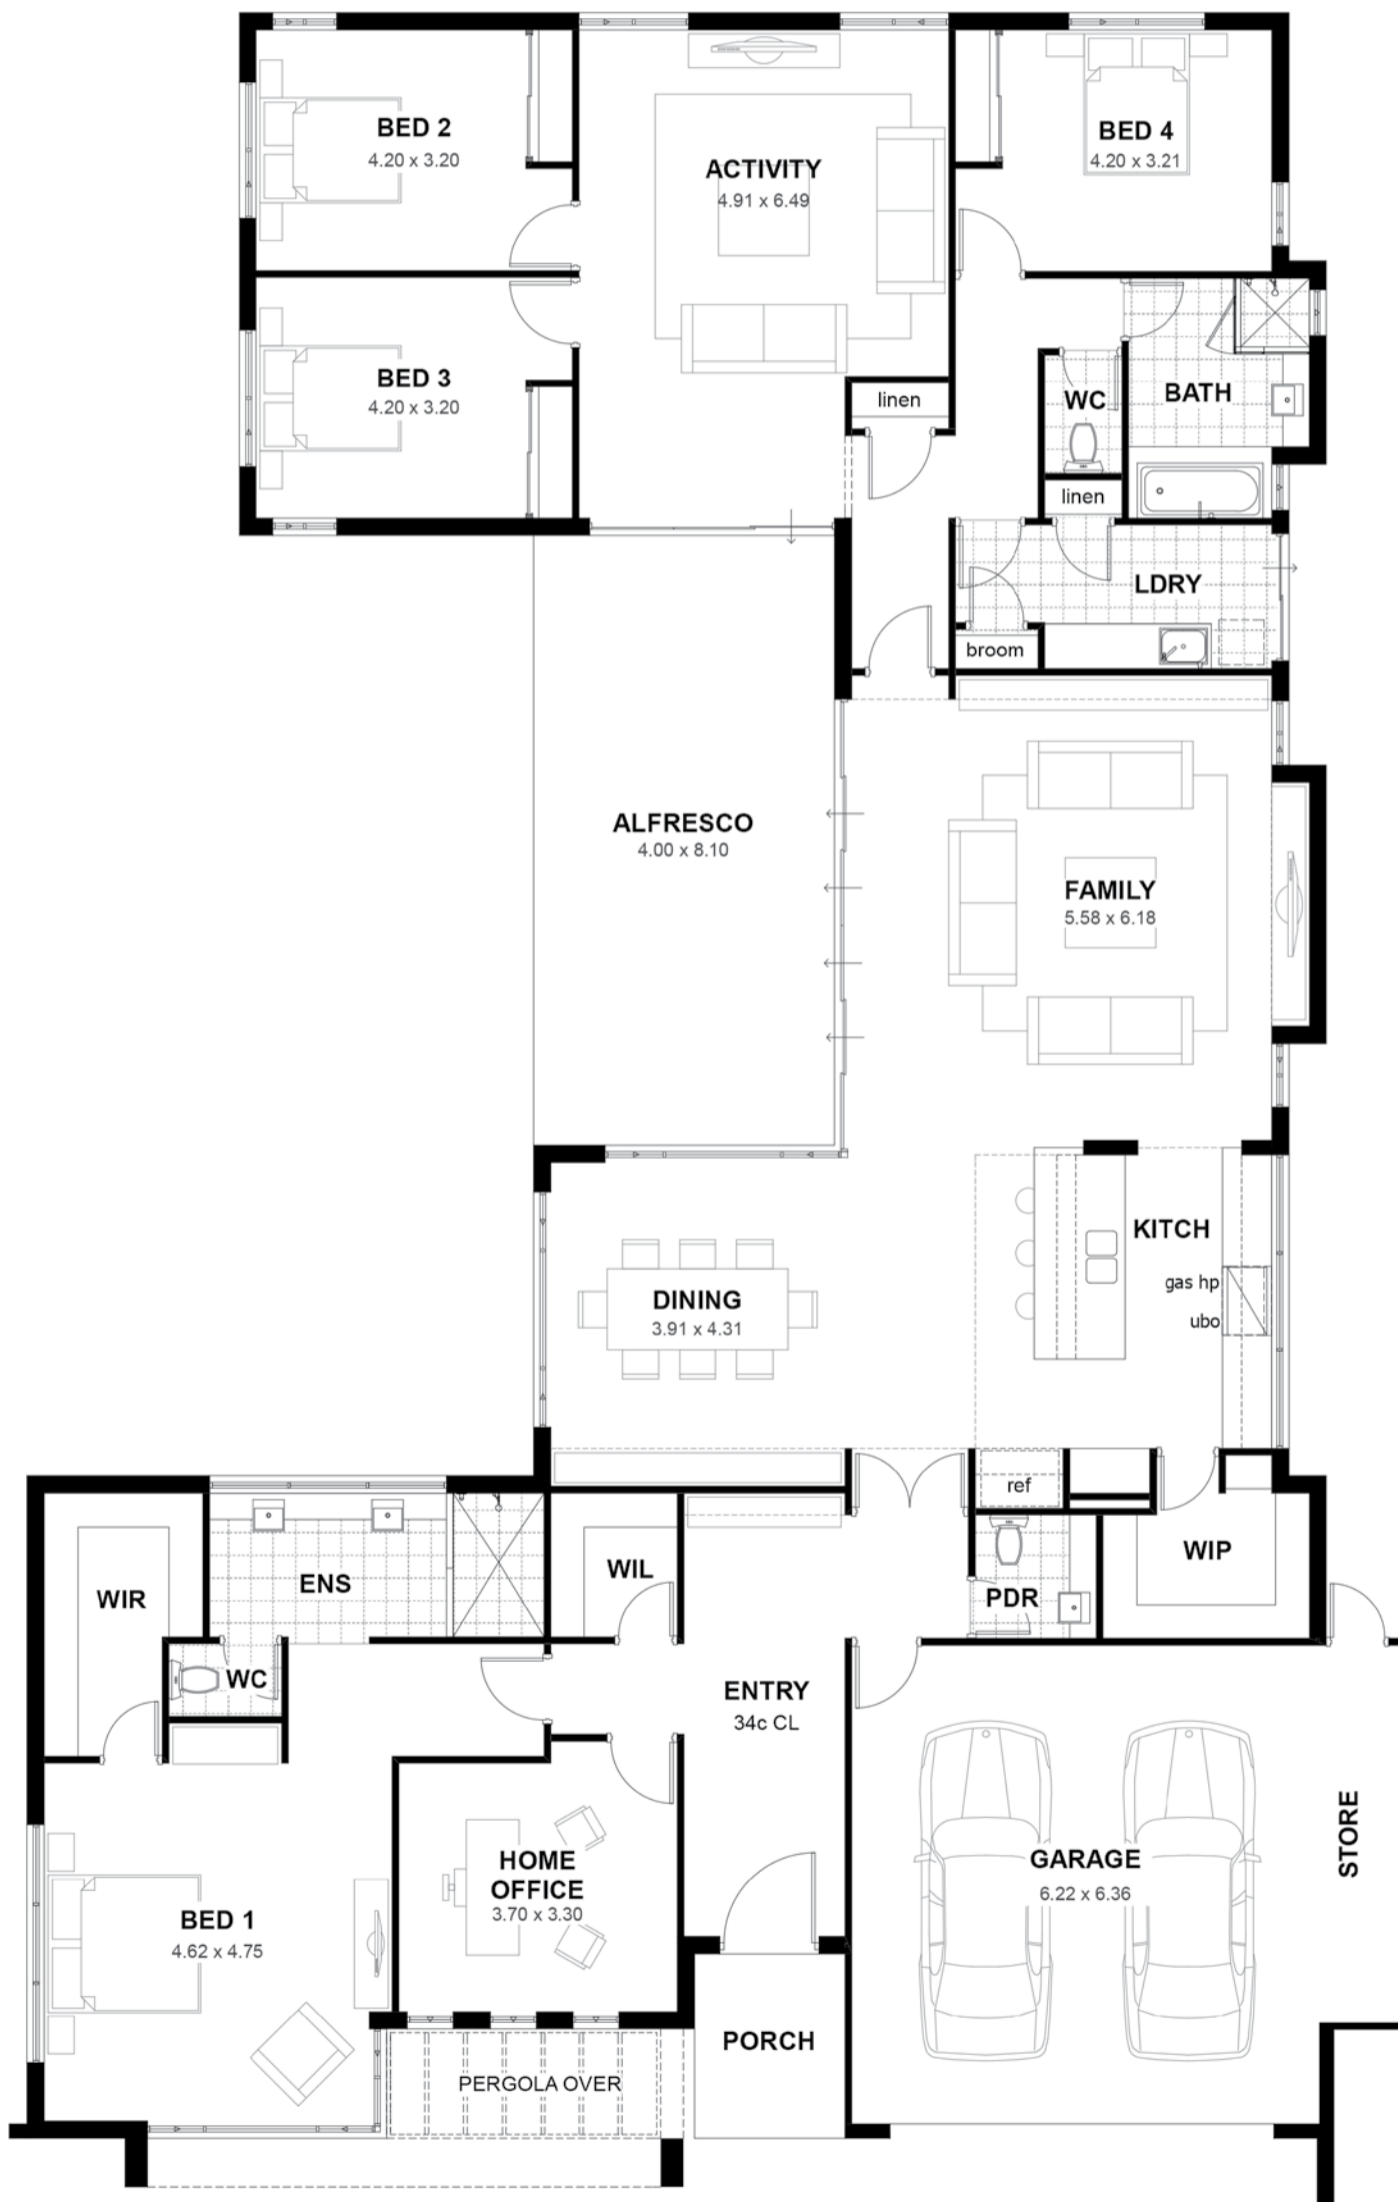 BED 2
4.20 x 3.20
ACTIVITY
4.91 x 6.49
BED 4
4.20 x 3.21
BED 3
4.20 x 3.20
linen
WC
BATH
linen
LDRY
broom
ALFRESCO
4.00 x 8.10
FAMILY
5.58 x 6.18
KITCH
gas hp
ubo
DINING
3.91 x 4.31
ref
WIR
ENS
WIL
PDR
WIP
WC
ENTRY
34c CL
HOME
OFFICE
3.70 x 3.30
BED 1
4.62 x 4.75
GARAGE
6.22 x 6.36
STORE
PORCH
PERGOLA OVER